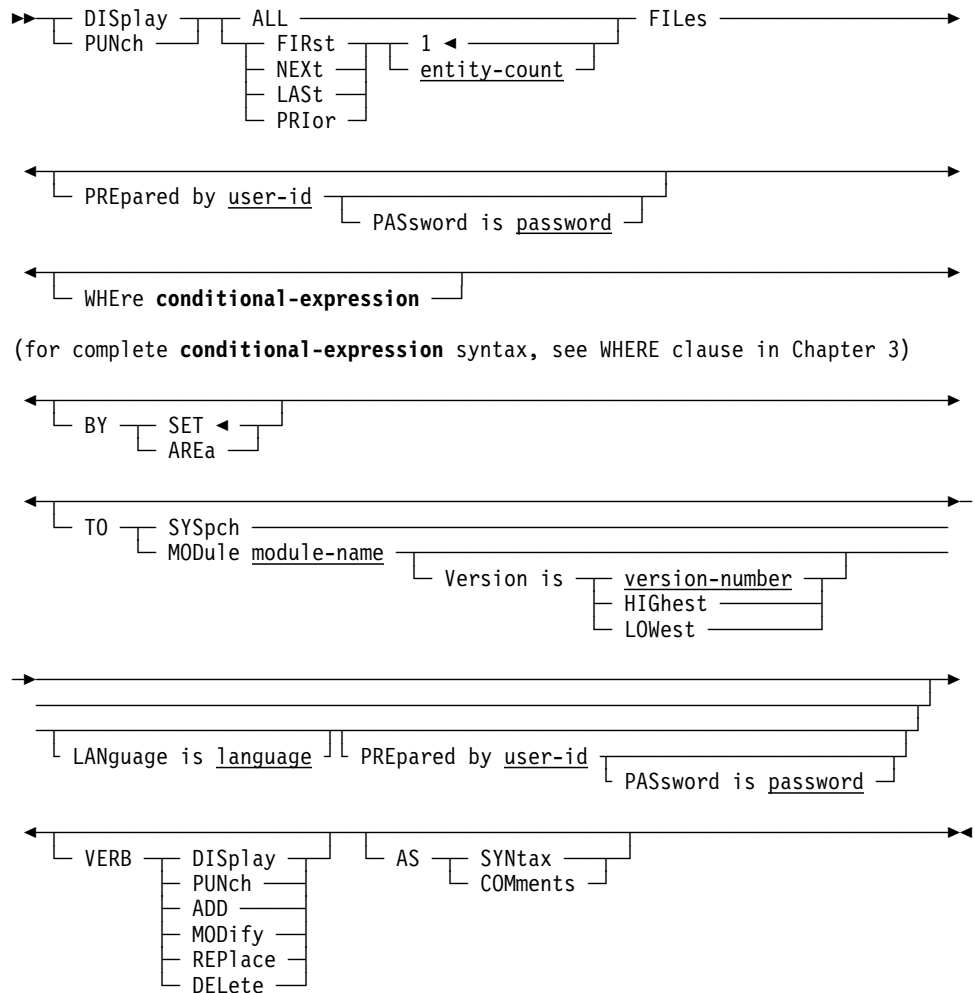 DISplay ALL FILes
PUNch FIRst 1
NEXt entity-count
LASt
PRIor
PREpared by user-id
PASsword is password
WHEre conditional-expression
(for complete conditional-expression syntax, see WHERE clause in Chapter 3)
BY SET
AREa
TO SYSpch
MODule module-name
Version is version-number
HIGhest
LOWest
LANguage is language PREpared by user-id
PASsword is password
VERB DISplay AS SYNtax
PUNch COMments
ADD
MODify
REPlace
DELete